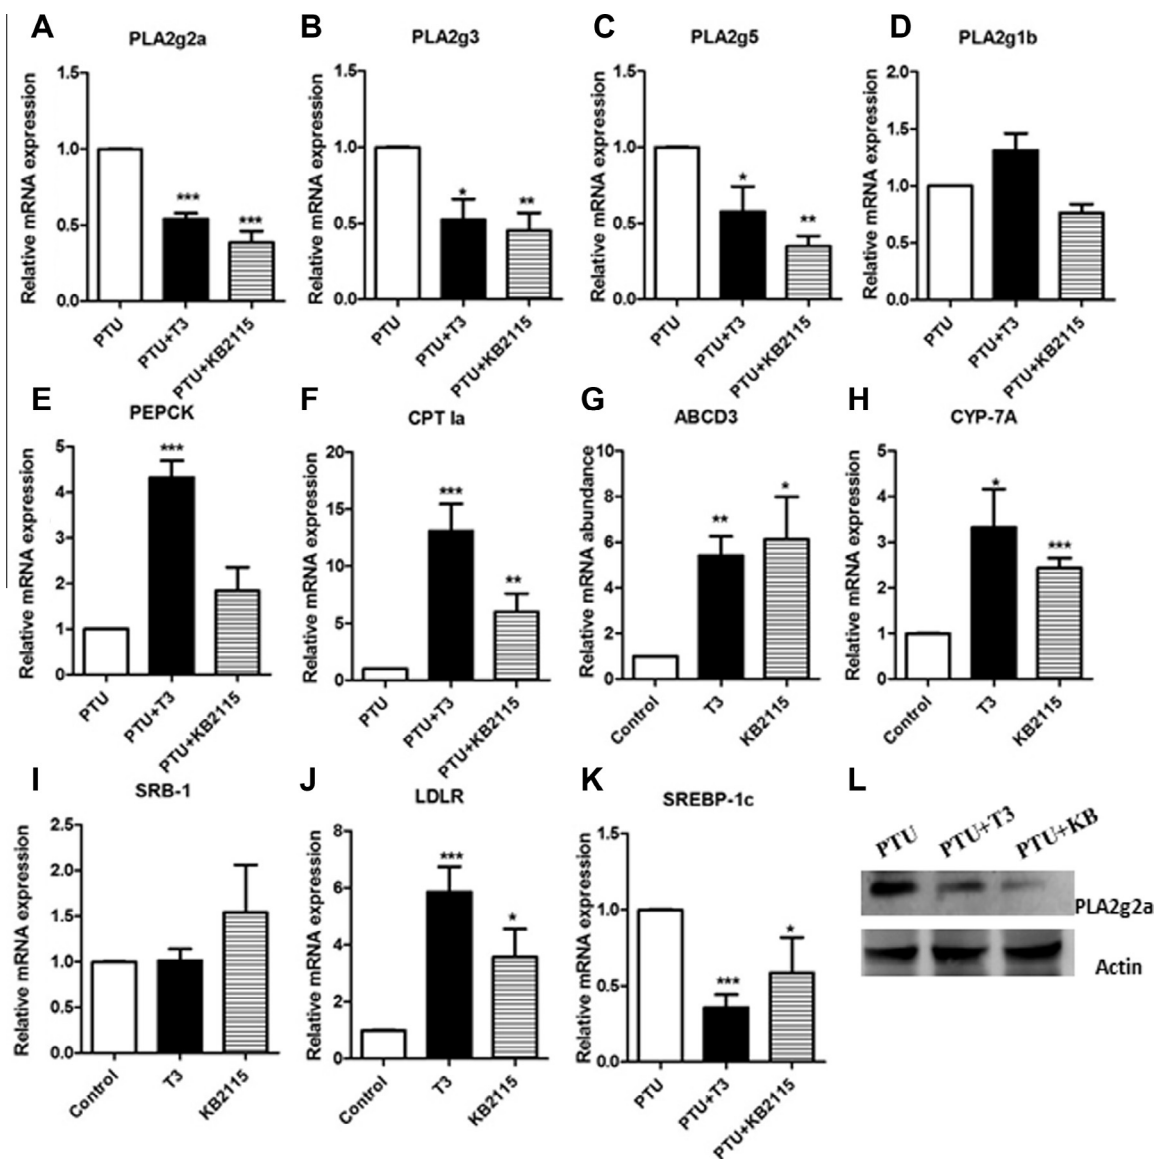 A
PLA2g2a
Relative mRNA expression
1.5
1.0
0.5
0.0
***
***
PTU
PTU+T3
PTU+KB2115
B
PLA2g3
Relative mRNA expression
1.5
1.0
0.5
0.0
*
**
PTU
PTU+T3
PTU+KB2115
C
PLA2g5
Relative mRNA expression
1.5
1.0
0.5
0.0
*
**
PTU
PTU+T3
PTU+KB2115
D
PLA2g1b
Relative mRNA expression
2.0
1.5
1.0
0.5
0.0
PTU
PTU+T3
PTU+KB2115
E
PEPCK
Relative mRNA expression
5
4
3
2
1
0
***
PTU
PTU+T3
PTU+KB2115
F
CPT Ia
Relative mRNA expression
20
15
10
5
0
***
**
PTU
PTU+T3
PTU+KB2115
G
ABCD3
Relative mRNA abundance
10
8
6
4
2
0
**
*
Control
T3
KB2115
H
CYP-7A
Relative mRNA expression
5
4
3
2
1
0
*
***
Control
T3
KB2115
I
SRB-1
Relative mRNA expression
2.5
2.0
1.5
1.0
0.5
0.0
Control
T3
KB2115
J
LDLR
Relative mRNA expression
8
6
4
2
0
***
*
Control
T3
KB2115
K
SREBP-1c
Relative mRNA expression
1.5
1.0
0.5
0.0
***
*
PTU
PTU+T3
PTU+KB2115
L
PTU
PTU+T3
PTU+KB
PLA2g2a
Actin